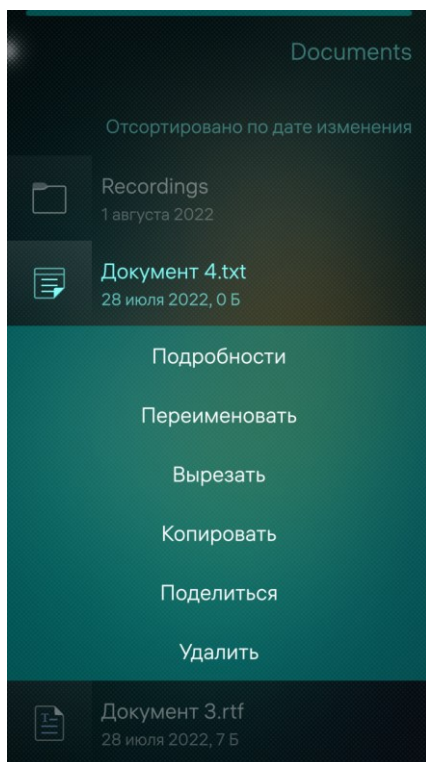 Documents
Отсортировано по дате изменения
Recordings
1 августа 2022
Документ 4.txt
28 июля 2022, 0 Б
Подробности
Переименовать
Вырезать
Копировать
Поделиться
Удалить
Документ 3.rtf
28 июля 2022, 7 Б